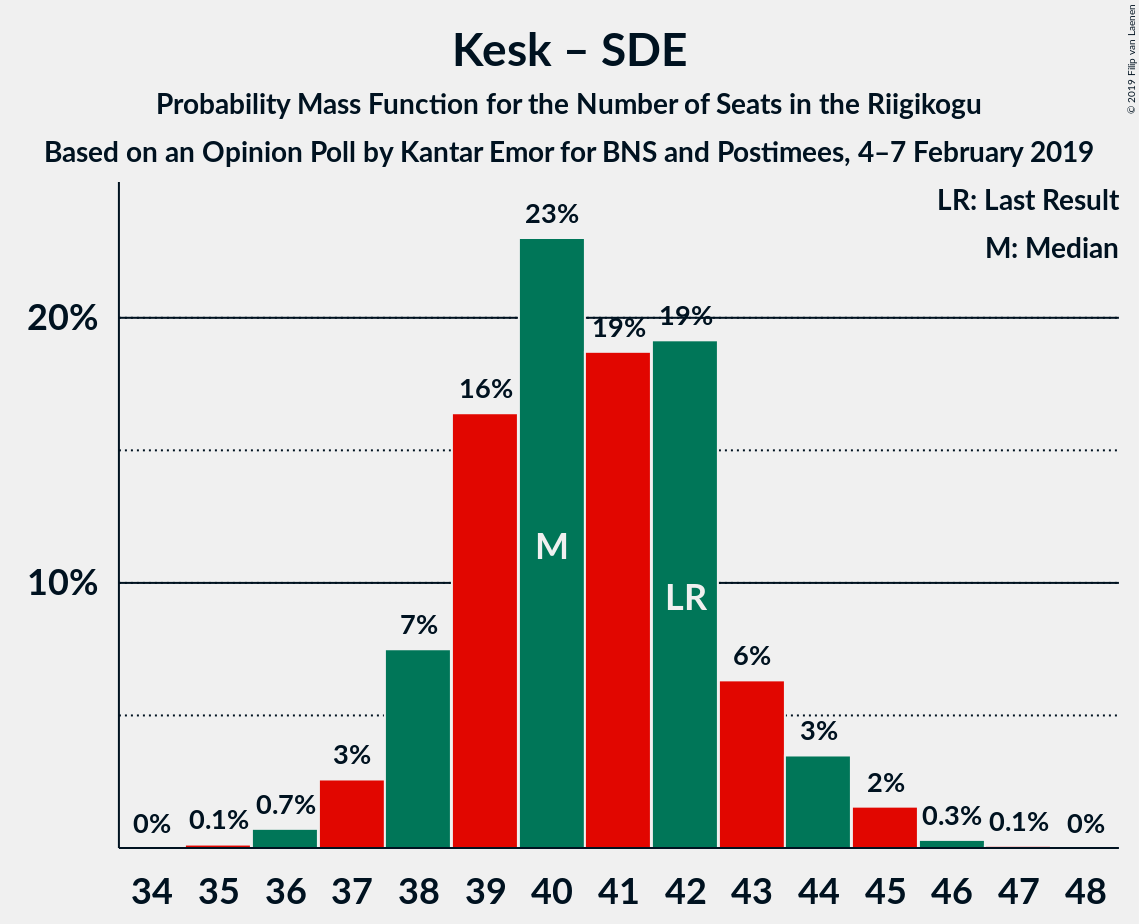 Kesk – SDE
Probability Mass Function for the Number of Seats in the Riigikogu
Based on an Opinion Poll by Kantar Emor for BNS and Postimees, 4–7 February 2019
© 2019 Filip van Laenen
LR: Last Result
M: Median
20%
10%
0%
0.1%
0.7%
3%
7%
16%
23%
19%
19%
6%
3%
2%
0.3%
0.1%
0%
M
LR
34 35 36 37 38 39 40 41 42 43 44 45 46 47 48